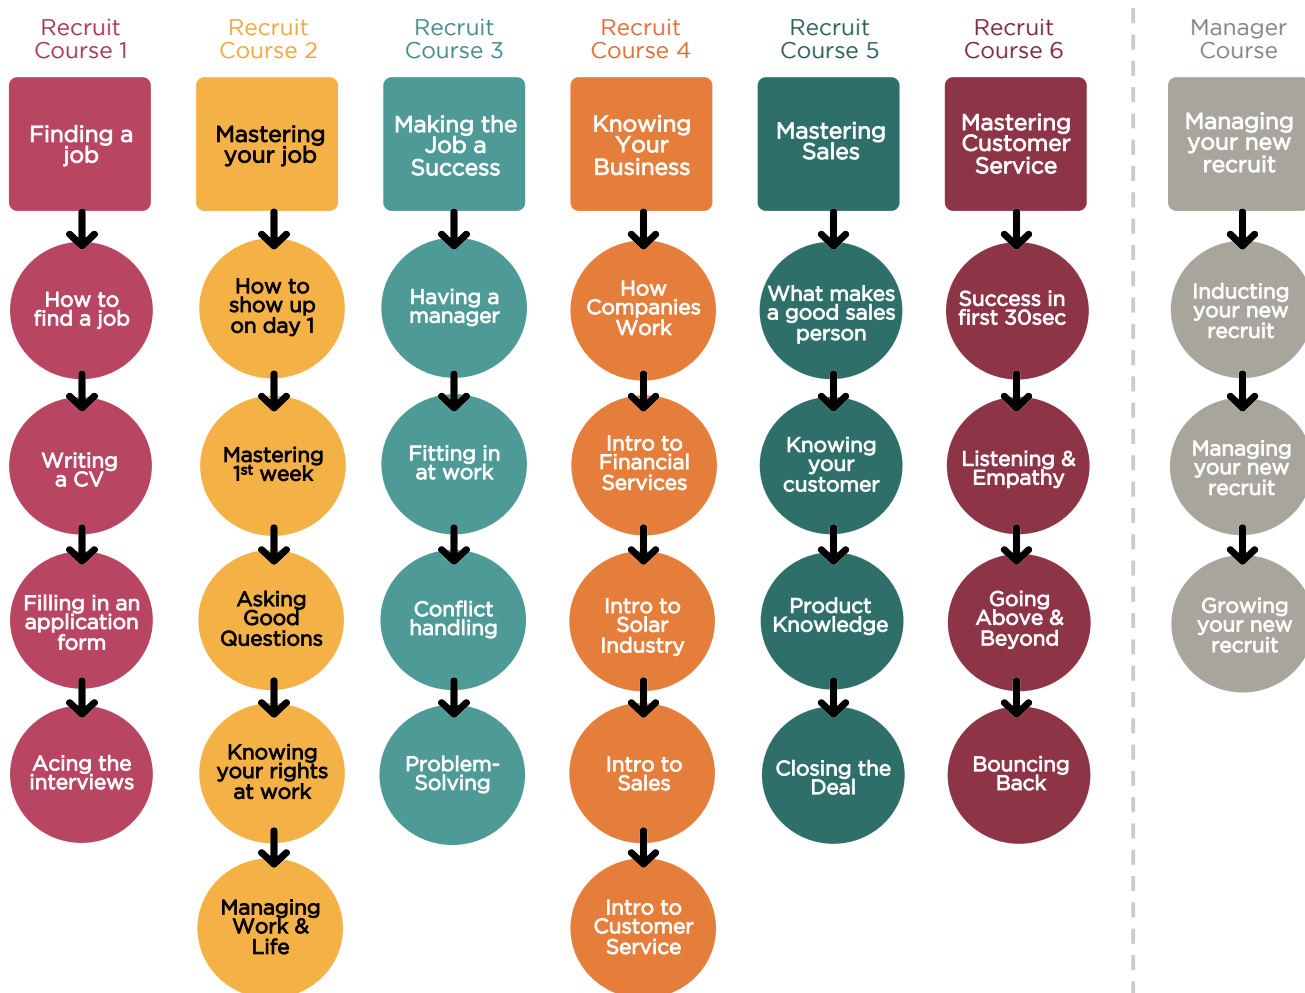 Recruit
Course 1
Finding a
job
How to
find a job
Writing
a CV
Filling in an
application
form
Acing the
interviews
Recruit
Course 2
Mastering
your job
How to
show up
on day 1
Mastering
1st week
Asking
Good
Questions
Knowing
your rights
at work
Managing
Work &
Life
Recruit
Course 3
Making the
Job a
Success
Having a
manager
Fitting in
at work
Conflict
handling
Problem-
Solving
Recruit
Course 4
Knowing
Your
Business
How
Companies
Work
Intro to
Financial
Services
Intro to
Solar
Industry
Intro to
Sales
Intro to
Customer
Service
Recruit
Course 5
Mastering
Sales
What makes
a good sales
person
Knowing
your
customer
Product
Knowledge
Closing the
Deal
Recruit
Course 6
Mastering
Customer
Service
Success in
first 30sec
Listening &
Empathy
Going
Above &
Beyond
Bouncing
Back
Manager
Course
Managing
your new
recruit
Inducting
your new
recruit
Managing
your new
recruit
Growing
your new
recruit